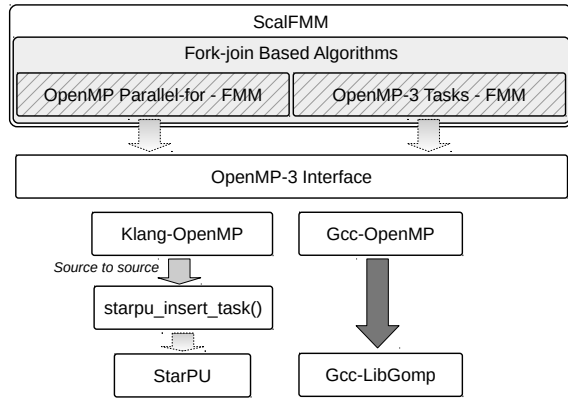 ScalFMM
Fork-join Based Algorithms
OpenMP Parallel-for - FMM
OpenMP-3 Tasks - FMM
OpenMP-3 Interface
Klang-OpenMP
Gcc-OpenMP
Source to source
starpu_insert_task()
StarPU
Gcc-LibGomp